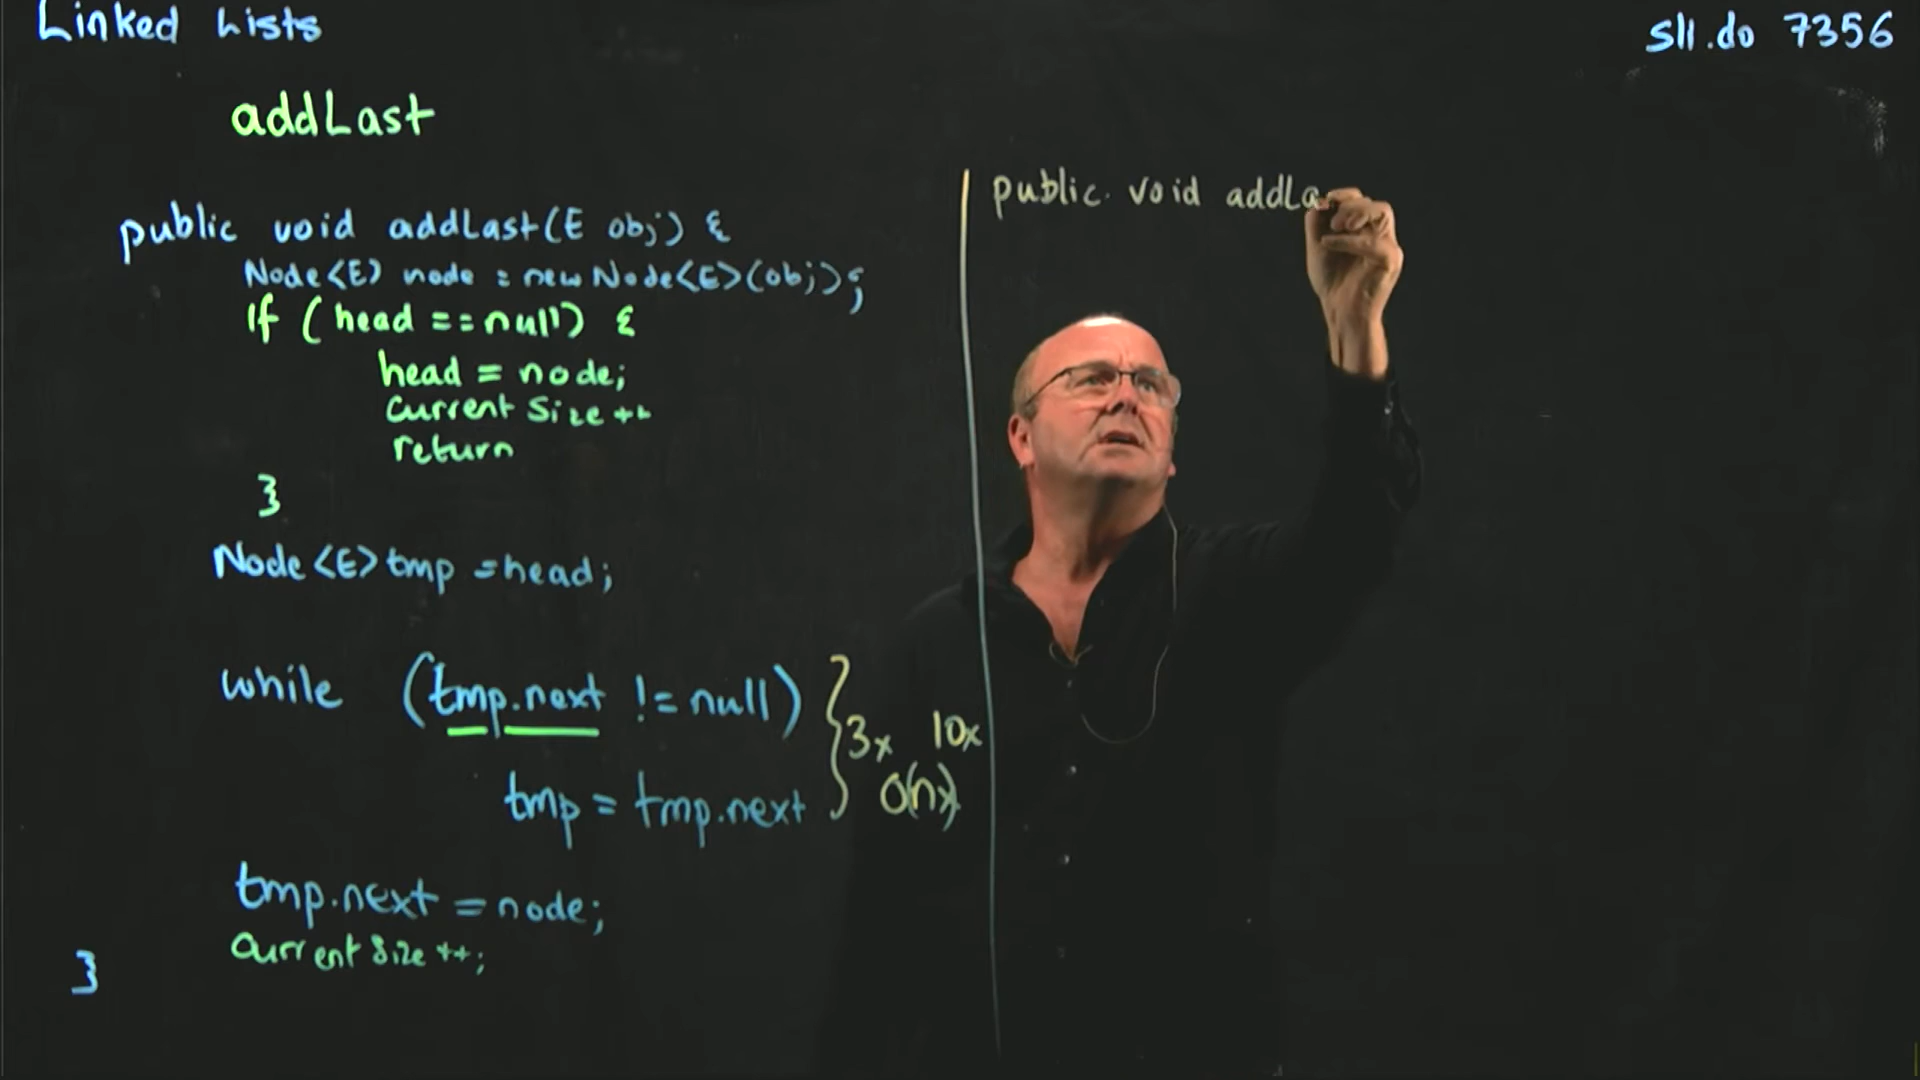 Linked Lists
sli.do 7356
addLast
public void addLast(E obj) {
Node<E> node = new Node<E>(obj);
If (head == null) {
head = node;
Current Size ++
return
}
Node<E> tmp = head;
while (tmp.next != null)
tmp = tmp.next
} 3x 10x
O(n)
tmp.next = node;
Current Size ++;
}
public void addLa